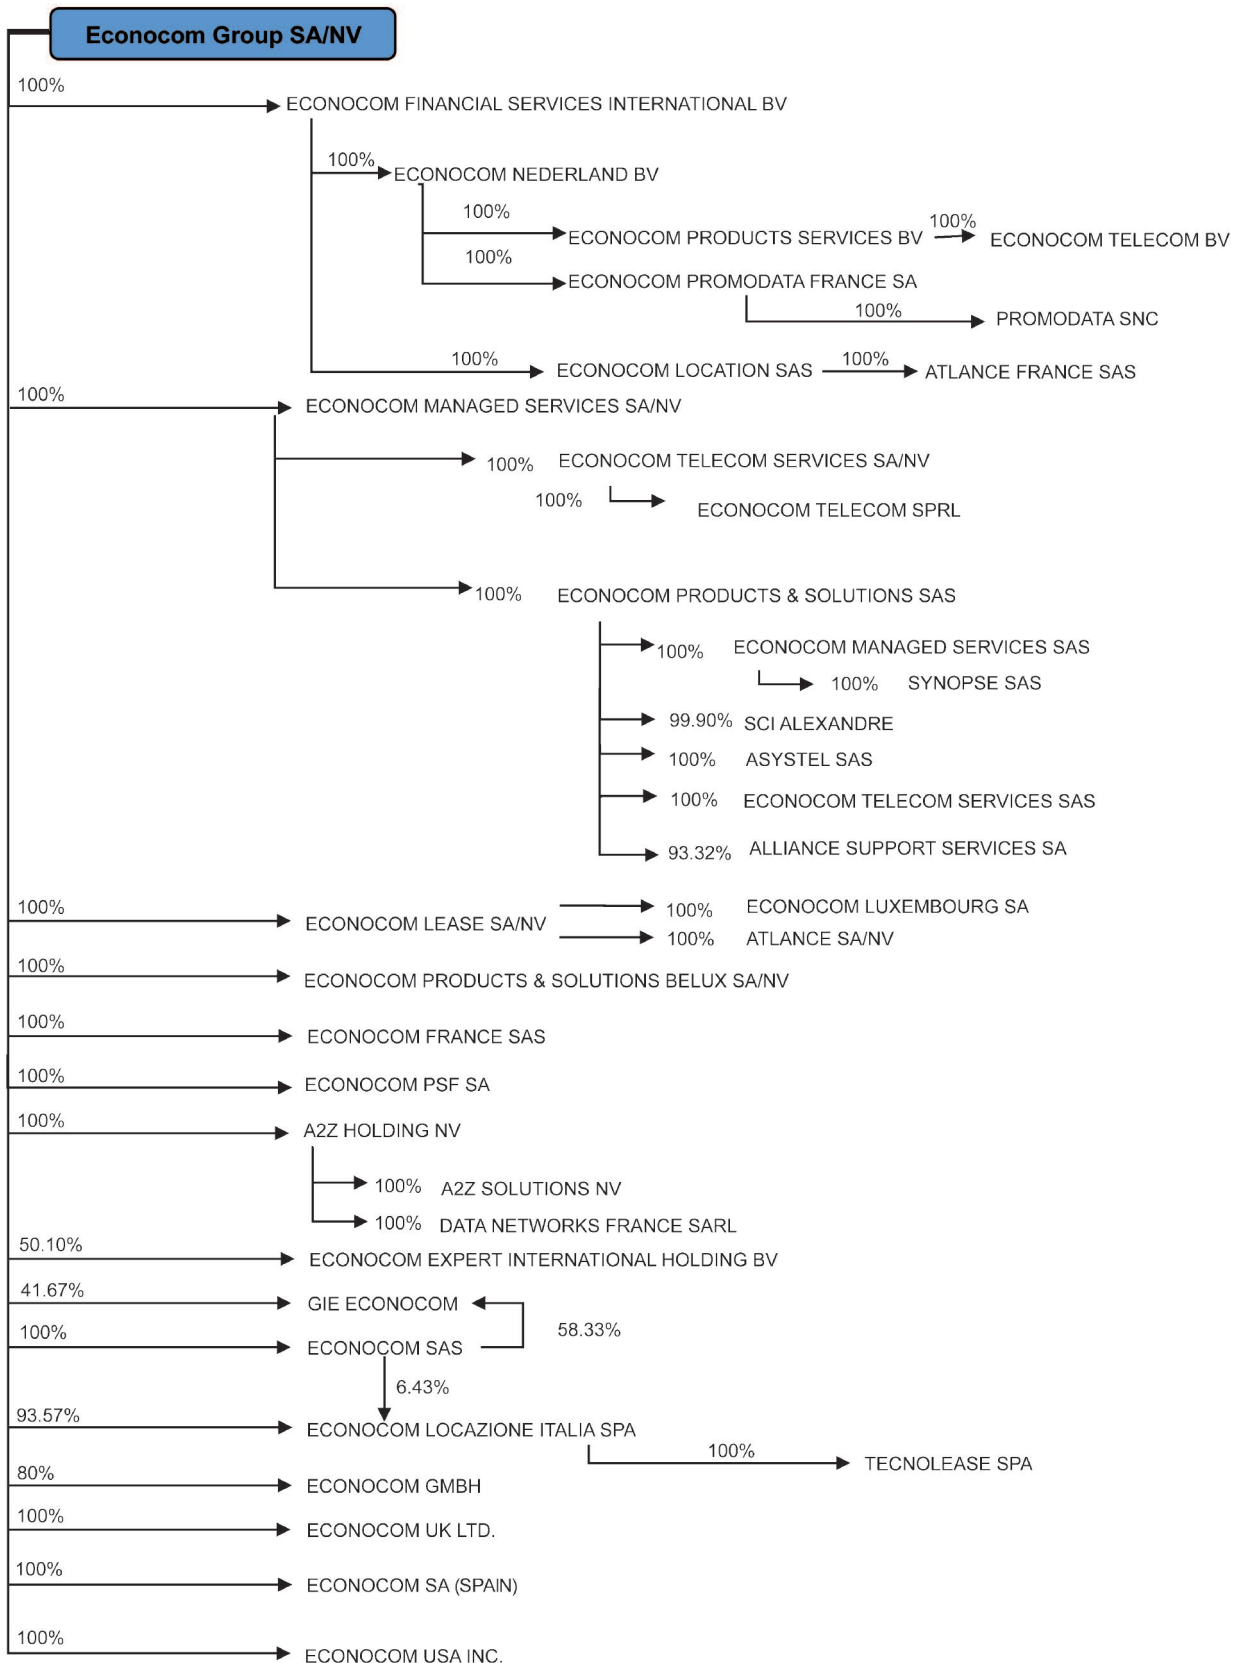 Econocom Group SA/NV
100%
ECONOCOM FINANCIAL SERVICES INTERNATIONAL BV
100%
ECONOCOM NEDERLAND BV
100%
ECONOCOM PRODUCTS SERVICES BV
100%
ECONOCOM TELECOM BV
100%
ECONOCOM PROMODATA FRANCE SA
100%
PROMODATA SNC
100%
ECONOCOM LOCATION SAS
100%
ATLANCE FRANCE SAS
100%
ECONOCOM MANAGED SERVICES SA/NV
100%
ECONOCOM TELECOM SERVICES SA/NV
100%
ECONOCOM TELECOM SPRL
100%
ECONOCOM PRODUCTS & SOLUTIONS SAS
100%
ECONOCOM MANAGED SERVICES SAS
100%
SYNOPSE SAS
99.90%
SCI ALEXANDRE
100%
ASYSTEL SAS
100%
ECONOCOM TELECOM SERVICES SAS
93.32%
ALLIANCE SUPPORT SERVICES SA
100%
ECONOCOM LEASE SA/NV
100%
ECONOCOM LUXEMBOURG SA
100%
ATLANCE SA/NV
100%
ECONOCOM PRODUCTS & SOLUTIONS BELUX SA/NV
100%
ECONOCOM FRANCE SAS
100%
ECONOCOM PSF SA
100%
A2Z HOLDING NV
100%
A2Z SOLUTIONS NV
100%
DATA NETWORKS FRANCE SARL
50.10%
ECONOCOM EXPERT INTERNATIONAL HOLDING BV
41.67%
GIE ECONOCOM
58.33%
100%
ECONOCOM SAS
6.43%
93.57%
ECONOCOM LOCAZIONE ITALIA SPA
100%
TECNOLEASE SPA
80%
ECONOCOM GMBH
100%
ECONOCOM UK LTD.
100%
ECONOCOM SA (SPAIN)
100%
ECONOCOM USA INC.